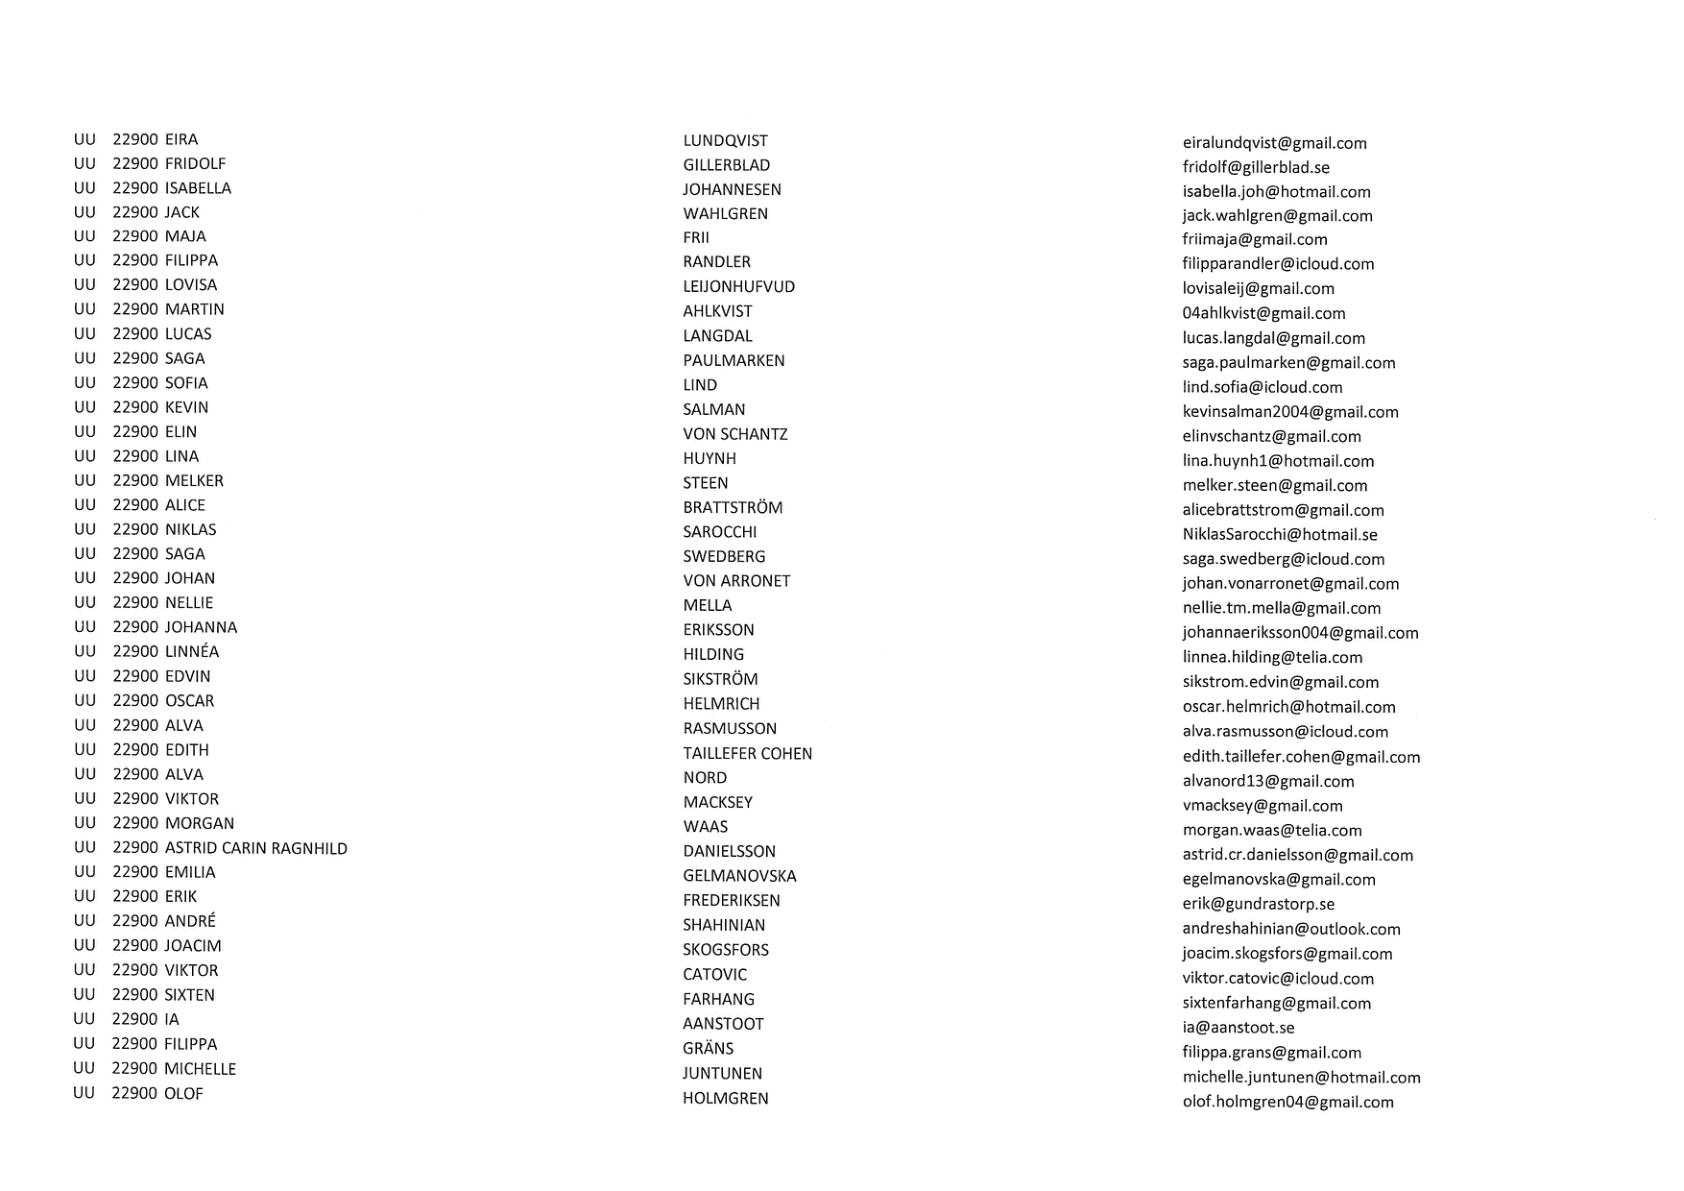 UU 22900 EIRA LUNDQVIST eiralundqvist@gmail.com
UU 22900 FRIDOLF GILLERBLAD fridolf@gillerblad.se
UU 22900 ISABELLA JOHANNESEN isabella.joh@hotmail.com
UU 22900 JACK WAHLGREN jack.wahlgren@gmail.com
UU 22900 MAJA FRII friimaja@gmail.com
UU 22900 FILIPPA RANDLER filipparandler@icloud.com
UU 22900 LOVISA LEIJONHUFVUD lovisaleij@gmail.com
UU 22900 MARTIN AHLKVIST 04ahlkvist@gmail.com
UU 22900 LUCAS LANGDAL lucas.langdal@gmail.com
UU 22900 SAGA PAULMARKEN saga.paulmarken@gmail.com
UU 22900 SOFIA LIND lind.sofia@icloud.com
UU 22900 KEVIN SALMAN kevinsalman2004@gmail.com
UU 22900 ELIN VON SCHANTZ elinvschantz@gmail.com
UU 22900 LINA HUYNH lina.huynh1@hotmail.com
UU 22900 MELKER STEEN melker.steen@gmail.com
UU 22900 ALICE BRATTSTRÖM alicebrattstrom@gmail.com
UU 22900 NIKLAS SAROCCHI NiklasSarocchi@hotmail.se
UU 22900 SAGA SWEDBERG saga.swedberg@icloud.com
UU 22900 JOHAN VON ARRONET johan.vonarronet@gmail.com
UU 22900 NELLIE MELLA nellie.tm.mella@gmail.com
UU 22900 JOHANNA ERIKSSON johannaeriksson004@gmail.com
UU 22900 LINNÉA HILDING linnea.hilding@telia.com
UU 22900 EDVIN SIKSTRÖM sikstrom.edvin@gmail.com
UU 22900 OSCAR HELMRICH oscar.helmrich@hotmail.com
UU 22900 ALVA RASMUSSON alva.rasmusson@icloud.com
UU 22900 EDITH TAILLEFER COHEN edith.taillefer.cohen@gmail.com
UU 22900 ALVA NORD alvanord13@gmail.com
UU 22900 VIKTOR MACKSEY vmacksey@gmail.com
UU 22900 MORGAN WAAS morgan.waas@telia.com
UU 22900 ASTRID CARIN RAGNHILD DANIELSSON astrid.cr.danielsson@gmail.com
UU 22900 EMILIA GELMANOVSKA egelmanovska@gmail.com
UU 22900 ERIK FREDERIKSEN erik@gundrastorp.se
UU 22900 ANDRÉ SHAHINIAN andreshahinian@outlook.com
UU 22900 JOACIM SKOGSFORS joacim.skogsfors@gmail.com
UU 22900 VIKTOR CATOVIC viktor.catovic@icloud.com
UU 22900 SIXTEN FARHANG sixtenfarhang@gmail.com
UU 22900 IA AANSTOOT ia@aanstoot.se
UU 22900 FILIPPA GRÄNS filippa.grans@gmail.com
UU 22900 MICHELLE JUNTUNEN michelle.juntunen@hotmail.com
UU 22900 OLOF HOLMGREN olof.holmgren04@gmail.com